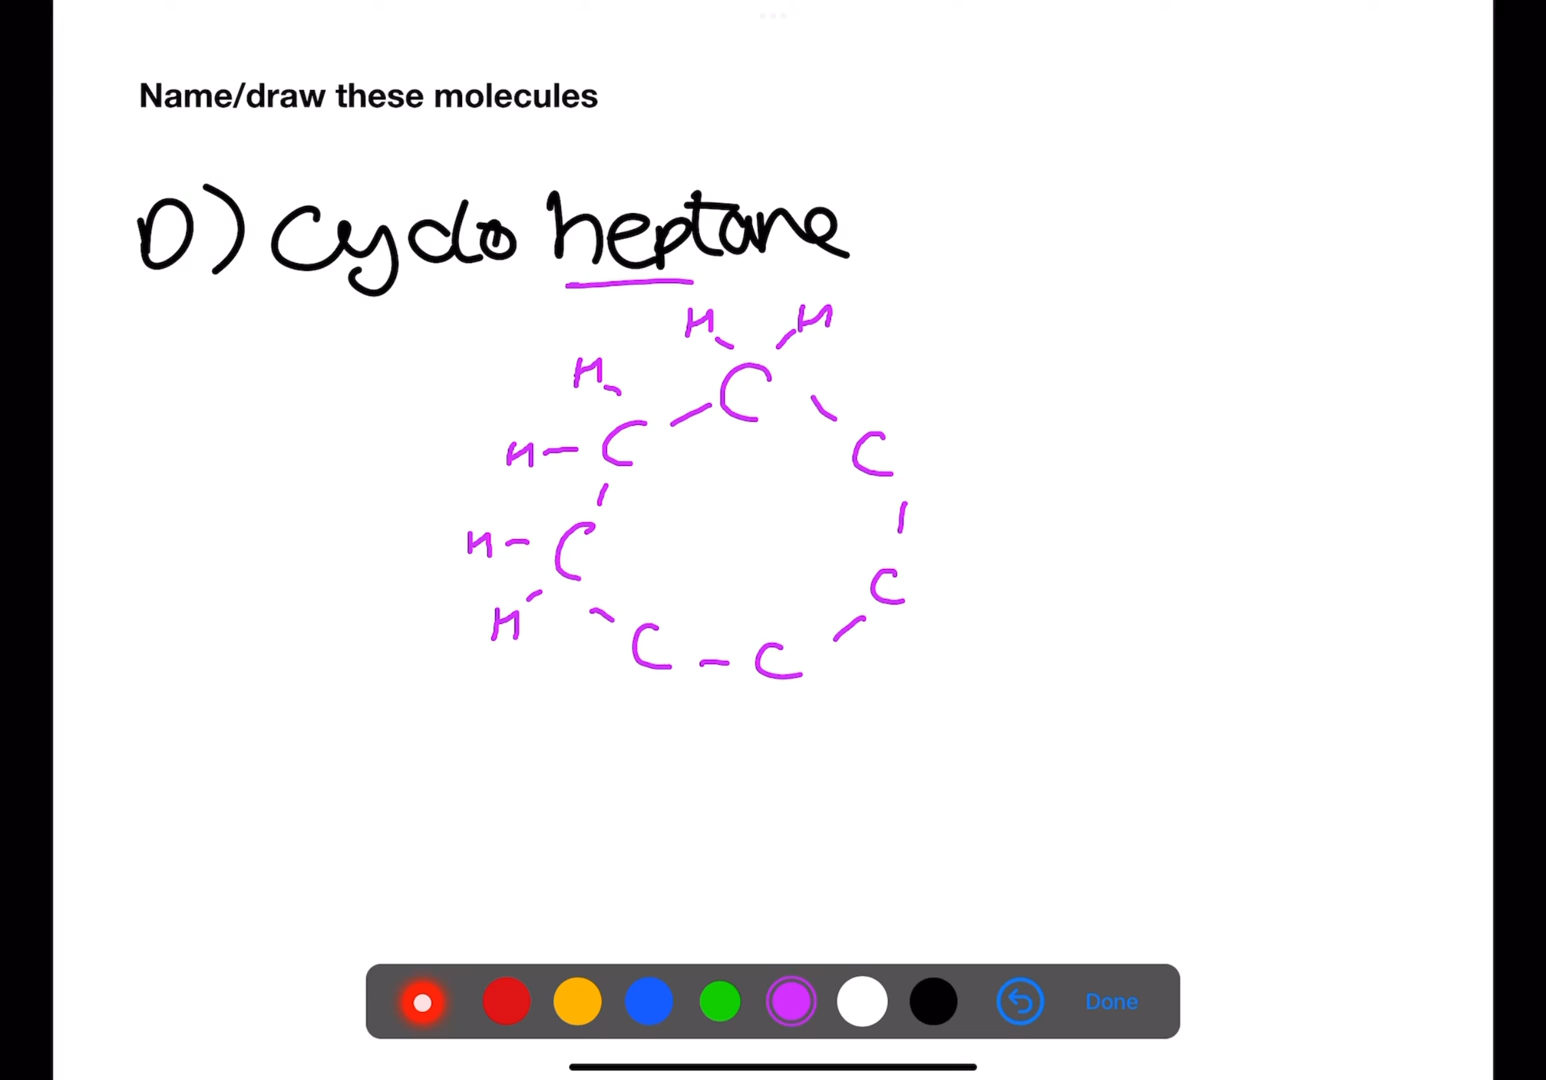 Name/draw these molecules
D) Cyclo heptane
H H
H
C
H C C
H C
C
H
C C
Done